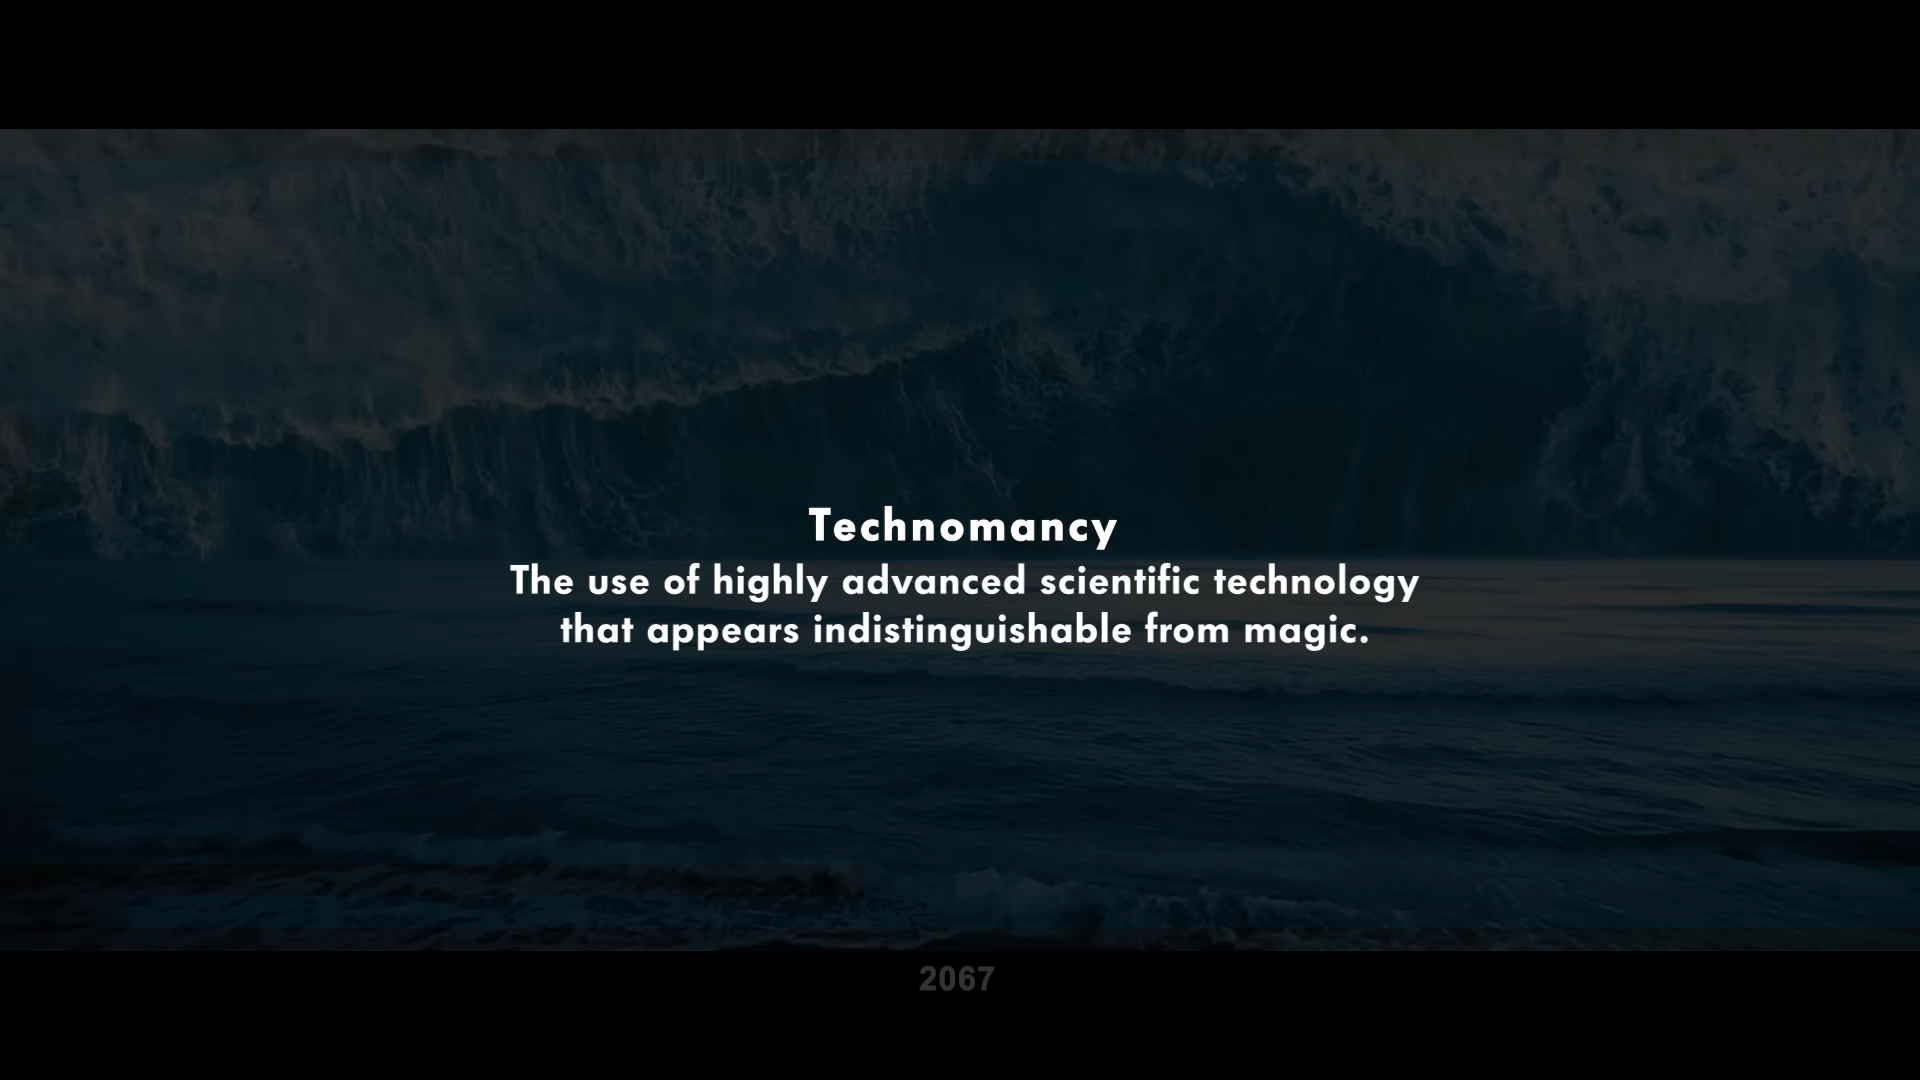 Technomancy
The use of highly advanced scientific technology
that appears indistinguishable from magic.
2067